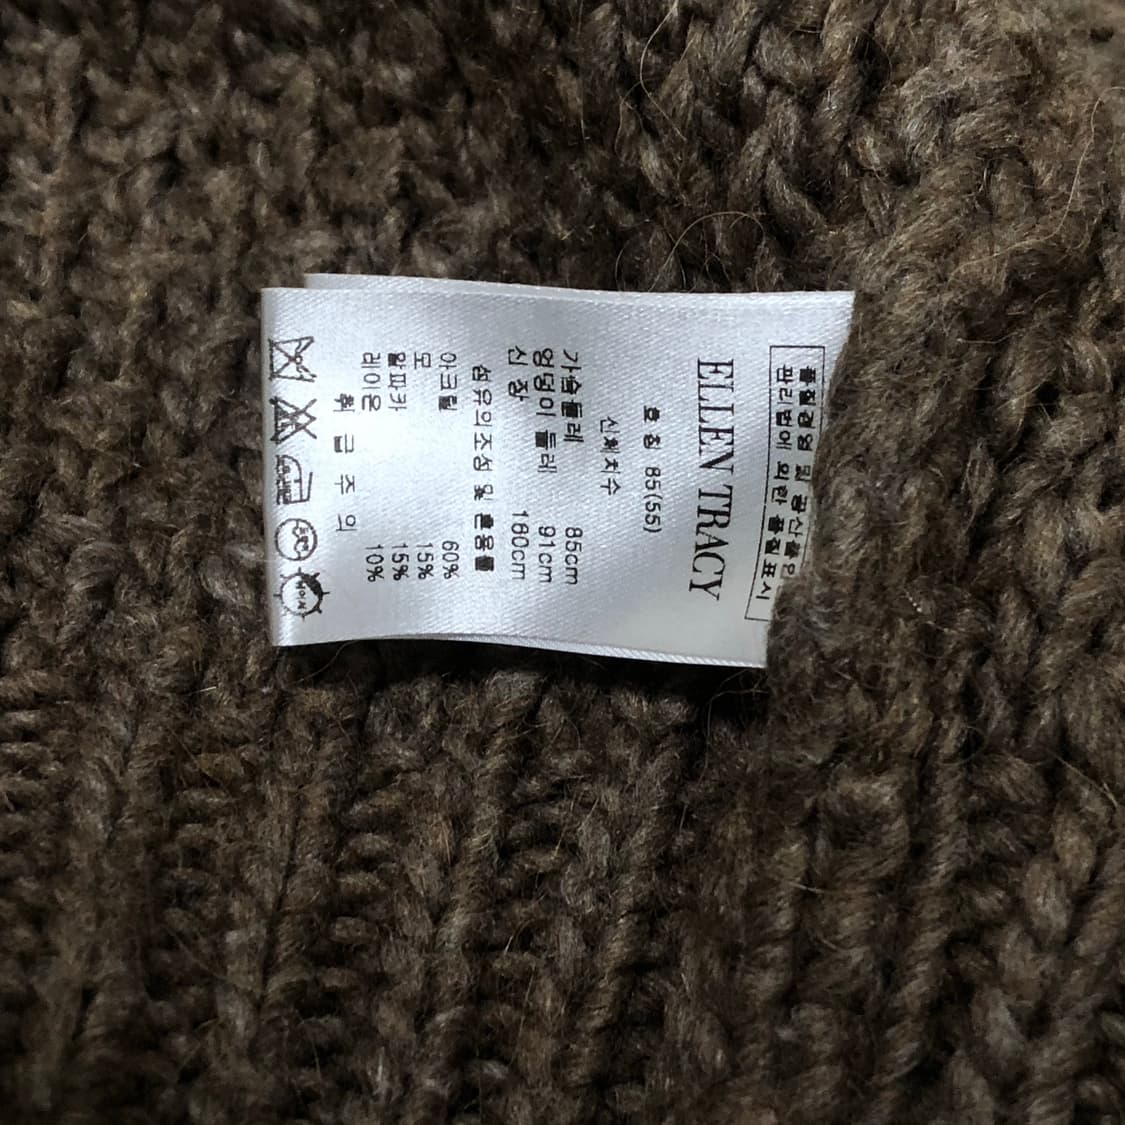 품질경영 및 공산품안
관리법에 의한 품질표시
ELLEN TRACY
호칭 85(55)
신체치수
가슴둘레 85cm
엉덩이 둘레 91cm
신장 160cm
섬유의조성 및 혼용률
아크릴 60%
모 15%
알파카 15%
레이온 10%
취급주의